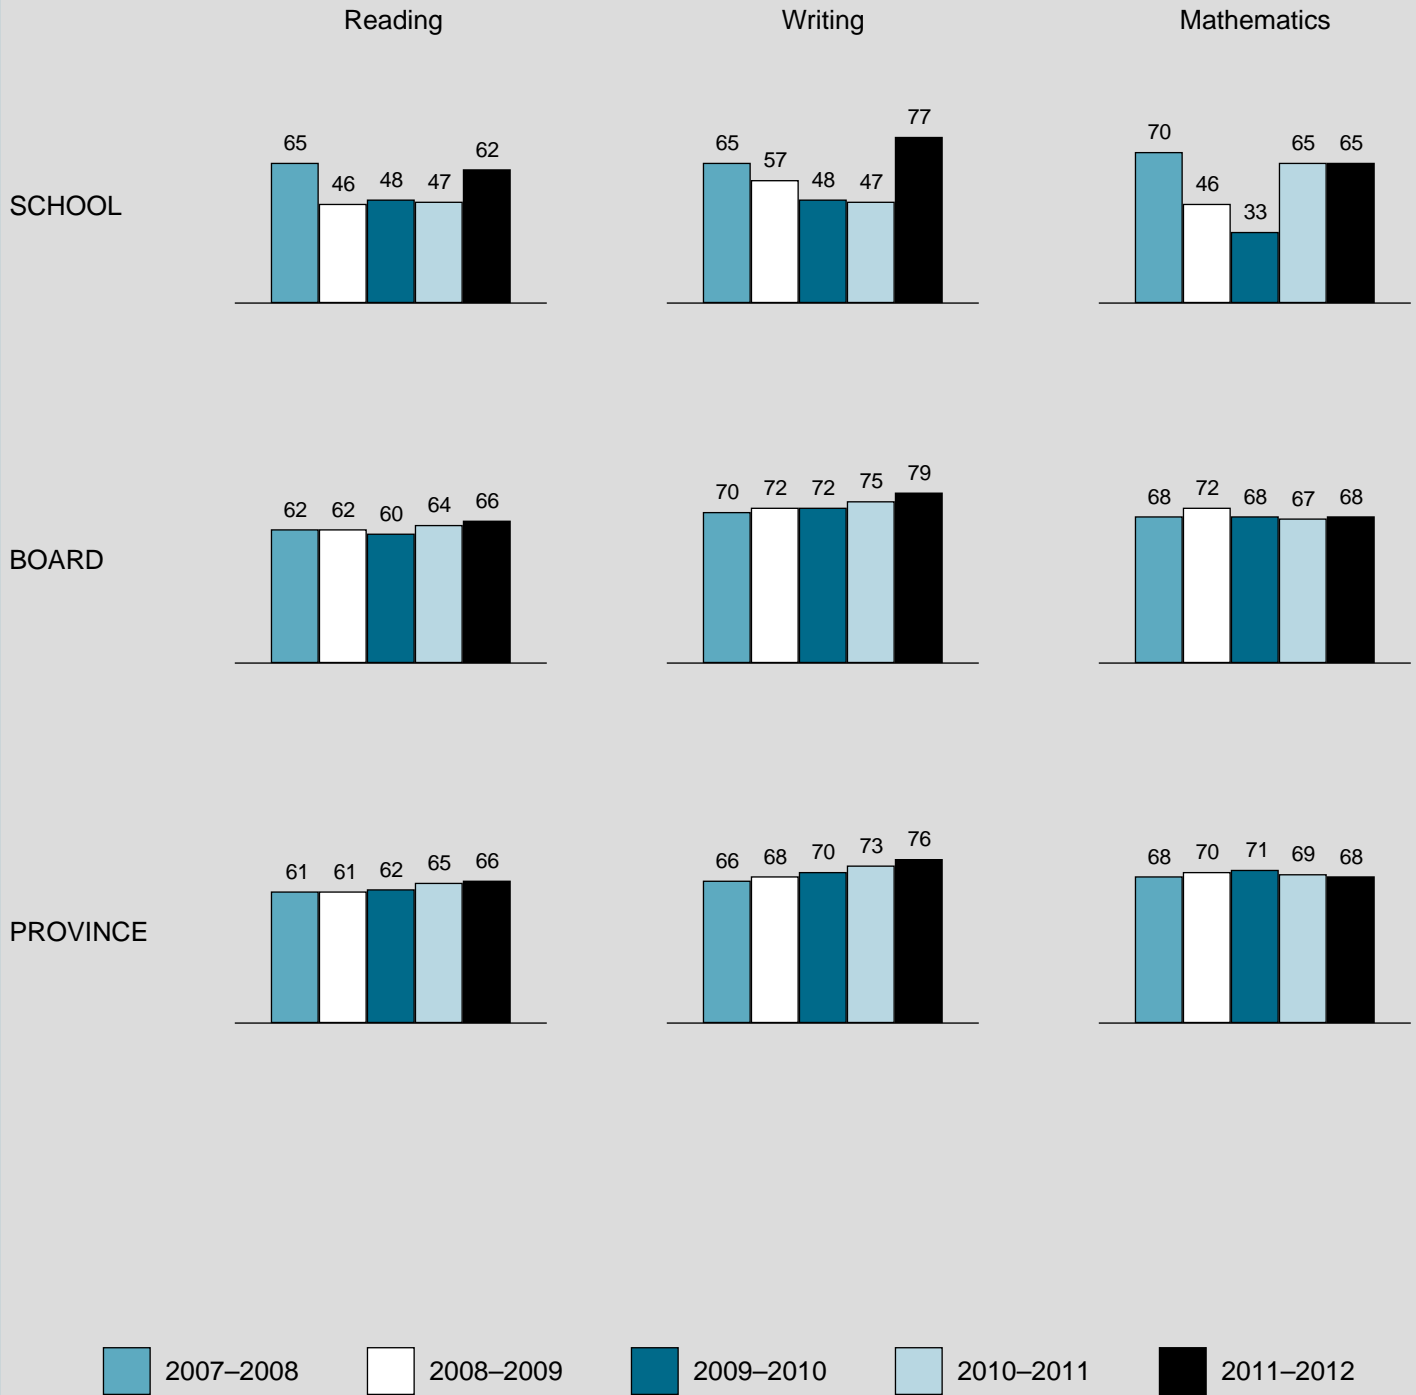 Reading Writing Mathematics
77
70
65 62 65 57 65 65
46 48 47 48 47 46
33
SCHOOL
62 62 60 64 66 70 72 72 75 79 68 72 68 67 68
BOARD
61 61 62 65 66 66 68 70 73 76 68 70 71 69 68
PROVINCE
2007–2008 2008–2009 2009–2010 2010–2011 2011–2012